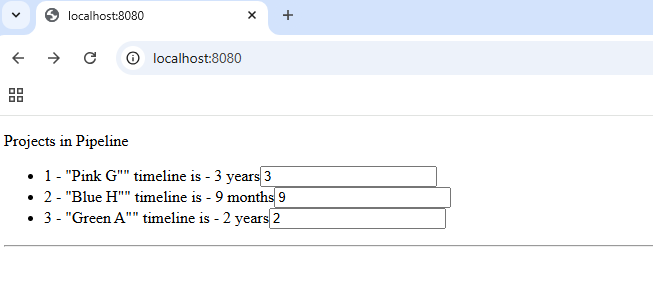 localhost:8080
localhost:8080
Projects in Pipeline
1 - "Pink G"" timeline is - 3 years 3
2 - "Blue H"" timeline is - 9 months 9
3 - "Green A"" timeline is - 2 years 2